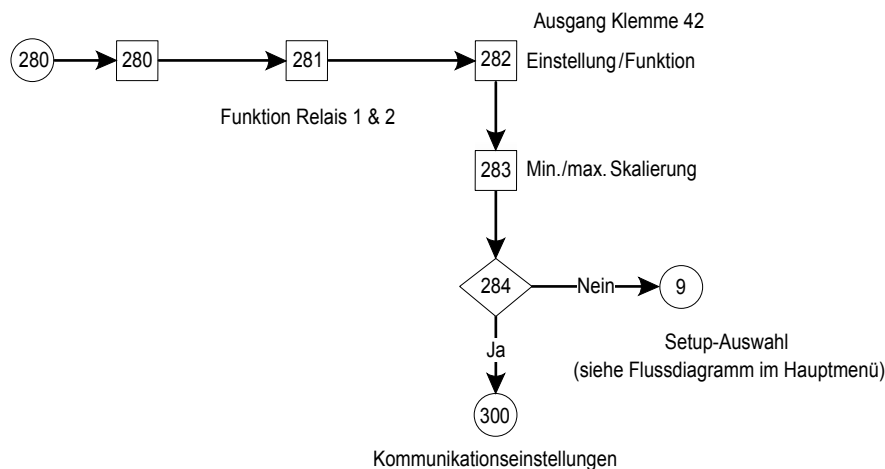 Ausgang Klemme 42
280
280
281
282
Einstellung/Funktion
Funktion Relais 1 & 2
283
Min./max. Skalierung
284
Nein
9
Ja
Setup-Auswahl
(siehe Flussdiagramm im Hauptmenü)
300
Kommunikationseinstellungen